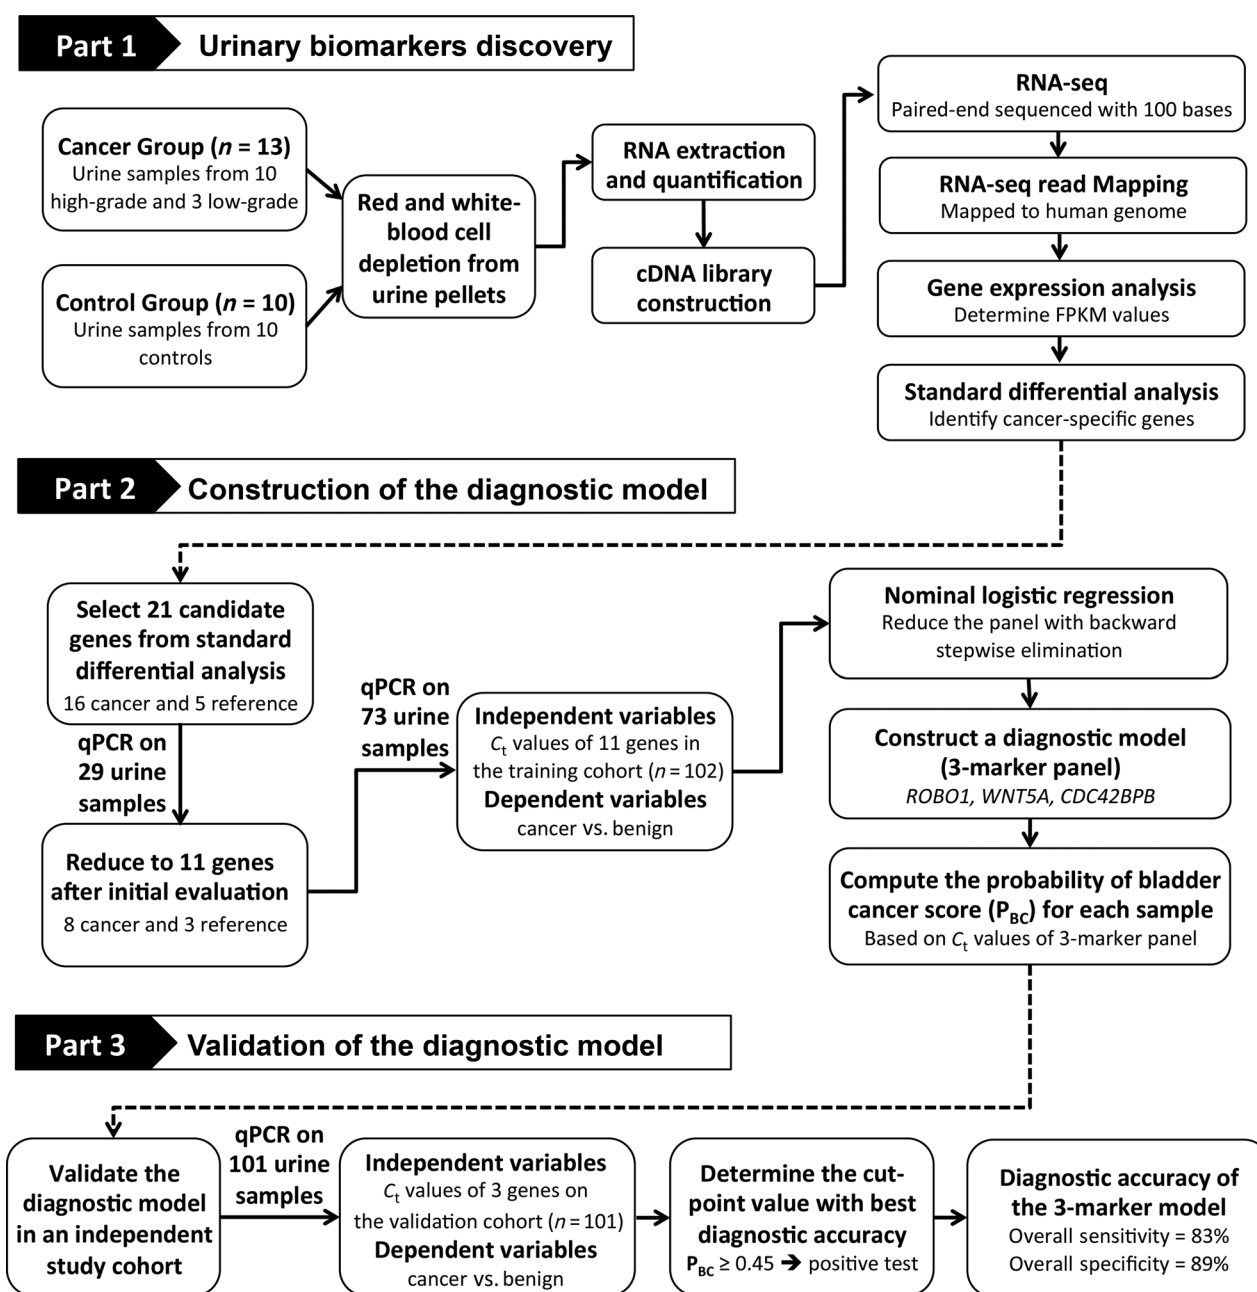 Part 1
Urinary biomarkers discovery
Cancer Group (n = 13)
Urine samples from 10
high-grade and 3 low-grade
Control Group (n = 10)
Urine samples from 10
controls
Red and white-
blood cell
depletion from
urine pellets
RNA extraction
and quantification
cDNA library
construction
RNA-seq
Paired-end sequenced with 100 bases
RNA-seq read Mapping
Mapped to human genome
Gene expression analysis
Determine FPKM values
Standard differential analysis
Identify cancer-specific genes
Part 2
Construction of the diagnostic model
Select 21 candidate
genes from standard
differential analysis
16 cancer and 5 reference
qPCR on
29 urine
samples
Reduce to 11 genes
after initial evaluation
8 cancer and 3 reference
qPCR on
73 urine
samples
Independent variables
Ct values of 11 genes in
the training cohort (n = 102)
Dependent variables
cancer vs. benign
Nominal logistic regression
Reduce the panel with backward
stepwise elimination
Construct a diagnostic model
(3-marker panel)
ROBO1, WNT5A, CDC42BPB
Compute the probability of bladder
cancer score (PBC) for each sample
Based on Ct values of 3-marker panel
Part 3
Validation of the diagnostic model
Validate the
diagnostic model
in an independent
study cohort
qPCR on
101 urine
samples
Independent variables
Ct values of 3 genes on
the validation cohort (n = 101)
Dependent variables
cancer vs. benign
Determine the cut-
point value with best
diagnostic accuracy
PBC ≥ 0.45 ➔ positive test
Diagnostic accuracy of
the 3-marker model
Overall sensitivity = 83%
Overall specificity = 89%